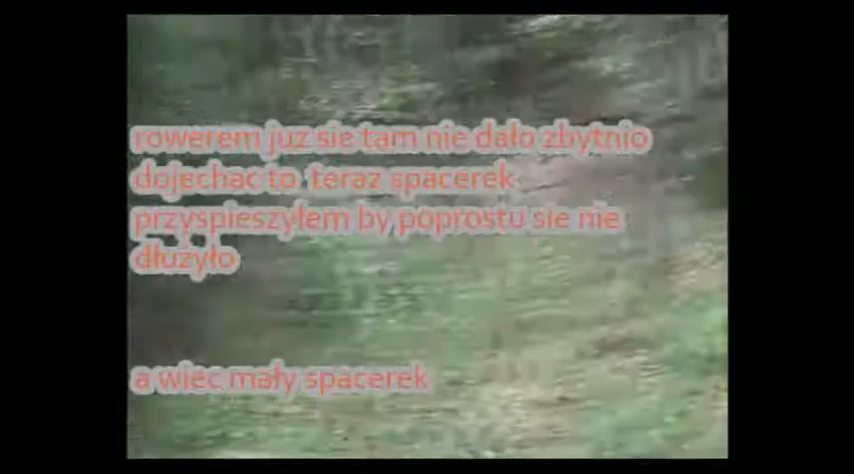 rowerem juz sie tam nie dało zbytnio
dojechac to teraz spacerek
przyspieszyłem by poprostu sie nie
dłuzyło
a wiec mały spacerek